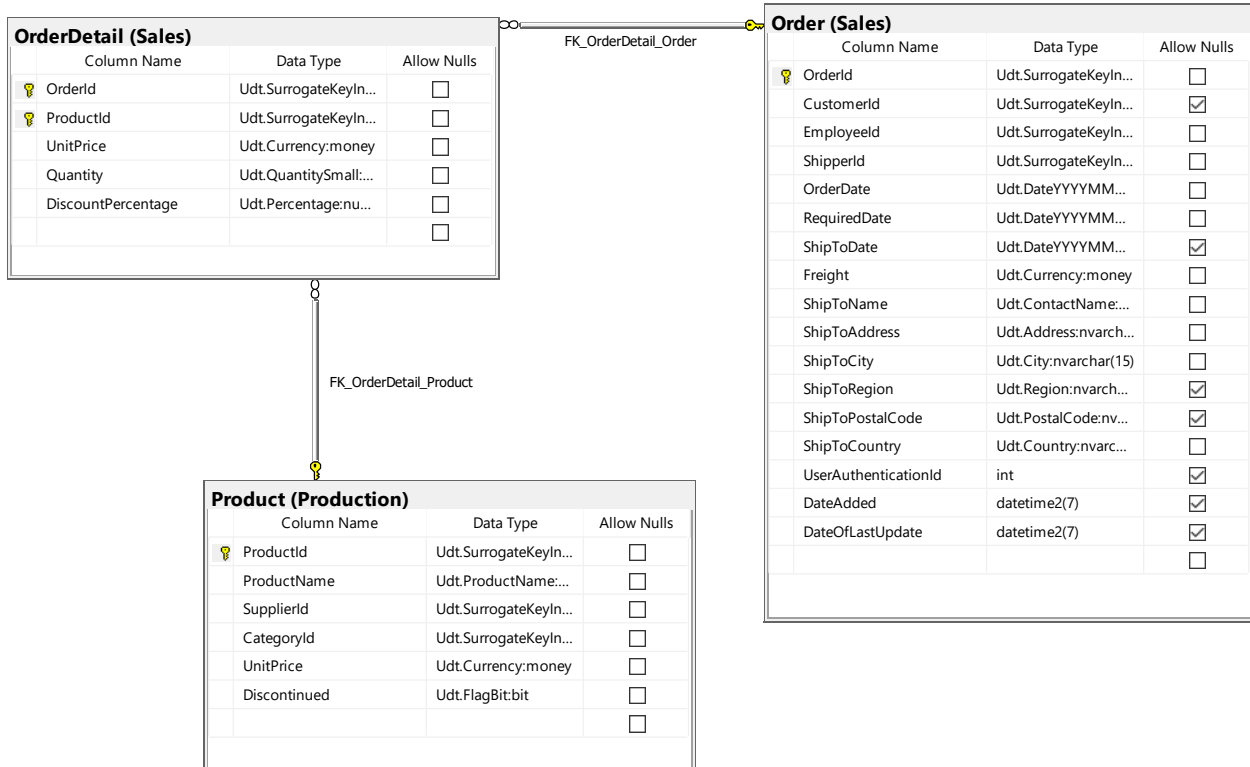 OrderDetail (Sales)
Column Name Data Type Allow Nulls
OrderId Udt.SurrogateKeyIn...
ProductId Udt.SurrogateKeyIn...
UnitPrice Udt.Currency:money
Quantity Udt.QuantitySmall:...
DiscountPercentage Udt.Percentage:nu...
FK_OrderDetail_Order
Order (Sales)
Column Name Data Type Allow Nulls
OrderId Udt.SurrogateKeyIn...
CustomerId Udt.SurrogateKeyIn...
EmployeeId Udt.SurrogateKeyIn...
ShipperId Udt.SurrogateKeyIn...
OrderDate Udt.DateYYYYMM...
RequiredDate Udt.DateYYYYMM...
ShipToDate Udt.DateYYYYMM...
Freight Udt.Currency:money
ShipToName Udt.ContactName:...
ShipToAddress Udt.Address:nvarch...
ShipToCity Udt.City:nvarchar(15)
ShipToRegion Udt.Region:nvarch...
ShipToPostalCode Udt.PostalCode:nv...
ShipToCountry Udt.Country:nvarc...
UserAuthenticationId int
DateAdded datetime2(7)
DateOfLastUpdate datetime2(7)
FK_OrderDetail_Product
Product (Production)
Column Name Data Type Allow Nulls
ProductId Udt.SurrogateKeyIn...
ProductName Udt.ProductName:...
SupplierId Udt.SurrogateKeyIn...
CategoryId Udt.SurrogateKeyIn...
UnitPrice Udt.Currency:money
Discontinued Udt.FlagBit:bit